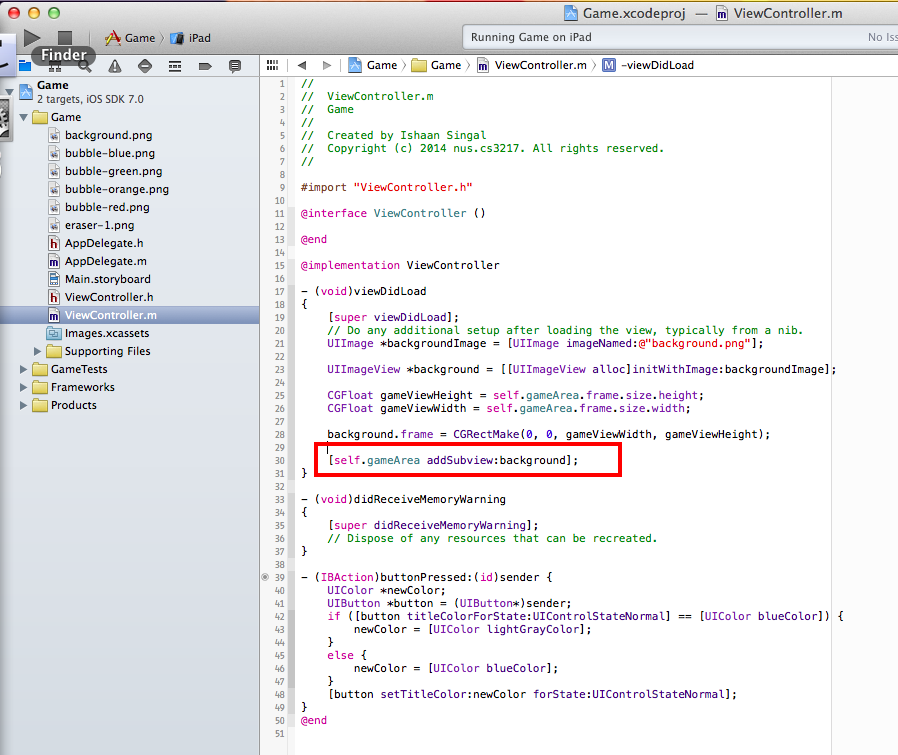 Game.xcodeproj — ViewController.m
Game iPad
Running Game on iPad No Iss
Finder
Game Game ViewController.m -viewDidLoad
Game
2 targets, iOS SDK 7.0
Game
background.png
bubble-blue.png
bubble-green.png
bubble-orange.png
bubble-red.png
eraser-1.png
AppDelegate.h
AppDelegate.m
Main.storyboard
ViewController.h
ViewController.m
Images.xcassets
Supporting Files
GameTests
Frameworks
Products
1 //
2 //  ViewController.m
3 //  Game
4 //
5 //  Created by Ishaan Singal
6 //  Copyright (c) 2014 nus.cs3217. All rights reserved.
7 //
8
9 #import "ViewController.h"
10
11 @interface ViewController ()
12
13 @end
14
15 @implementation ViewController
16
17 - (void)viewDidLoad
18 {
19     [super viewDidLoad];
20     // Do any additional setup after loading the view, typically from a nib.
21     UIImage *backgroundImage = [UIImage imageNamed:@"background.png"];
22
23     UIImageView *background = [[UIImageView alloc]initWithImage:backgroundImage];
24
25     CGFloat gameViewHeight = self.gameArea.frame.size.height;
26     CGFloat gameViewWidth = self.gameArea.frame.size.width;
27
28     background.frame = CGRectMake(0, 0, gameViewWidth, gameViewHeight);
29
30     [self.gameArea addSubview:background];
31 }
32
33 - (void)didReceiveMemoryWarning
34 {
35     [super didReceiveMemoryWarning];
36     // Dispose of any resources that can be recreated.
37 }
38
39 - (IBAction)buttonPressed:(id)sender {
40     UIColor *newColor;
41     UIButton *button = (UIButton*)sender;
42     if ([button titleColorForState:UIControlStateNormal] == [UIColor blueColor]) {
43         newColor = [UIColor lightGrayColor];
44     }
45     else {
46         newColor = [UIColor blueColor];
47     }
48     [button setTitleColor:newColor forState:UIControlStateNormal];
49 }
50 @end
51